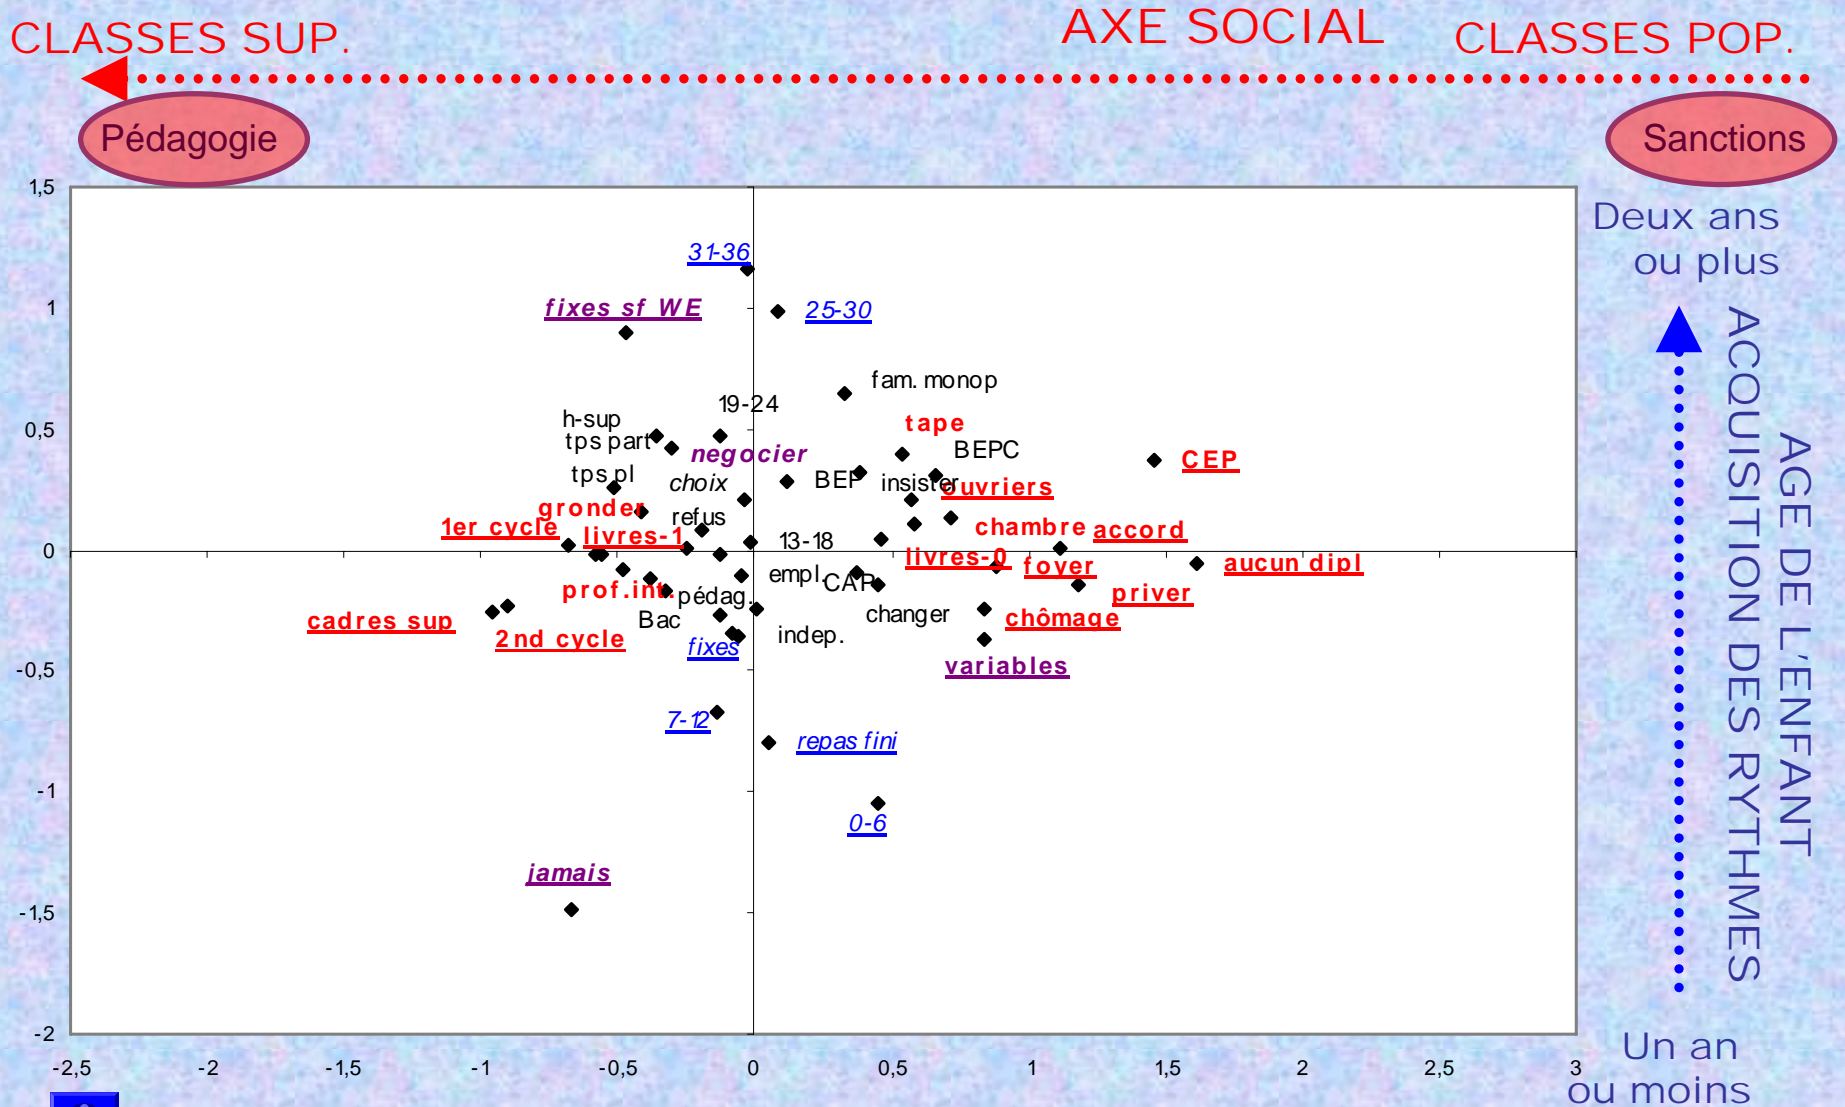 CLASSES SUP.
AXE SOCIAL
CLASSES POP.
Pédagogie
Sanctions
Deux ans
ou plus
AGE DE L'ENFANT
ACQUISITION DES RYTHMES
Un an
ou moins
1,5
1
0,5
0
-0,5
-1
-1,5
-2
31-36
fixes sf WE
25-30
fam. monop
19-24
h-sup
tape
tps part
negocier
BEPC
CEP
tps pl
choix
BEP
insister
ouvriers
gronder
refus
1er cycle
livres-1
13-18
chambre
accord
livres-0
foyer
aucun dipl
empl.
CAP
prof.int.
pédag.
priver
cadres sup
Bac
changer
chômage
2nd cycle
fixes
indep.
variables
7-12
repas fini
0-6
jamais
-2,5
-2
-1,5
-1
-0,5
0
0,5
1
1,5
2
2,5
3